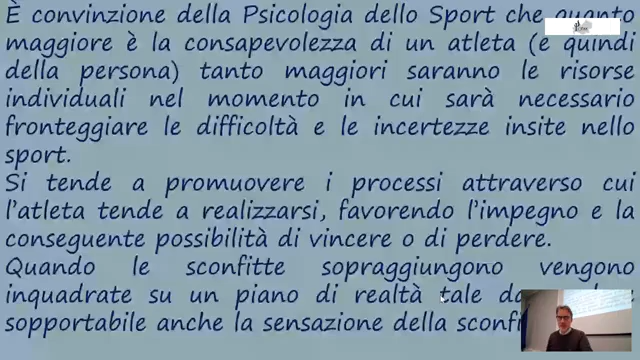 È convinzione della Psicologia dello Sport che quanto
maggiore è la consapevolezza di un atleta (e quindi
della persona) tanto maggiori saranno le risorse
individuali nel momento in cui sarà necessario
fronteggiare le difficoltà e le incertezze insite nello
sport.
Si tende a promuovere i processi attraverso cui
l'atleta tende a realizzarsi, favorendo l'impegno e la
conseguente possibilità di vincere o di perdere.
Quando le sconfitte sopraggiungono vengono
inquadrate su un piano di realtà tale da
sopportabile anche la sensazione della